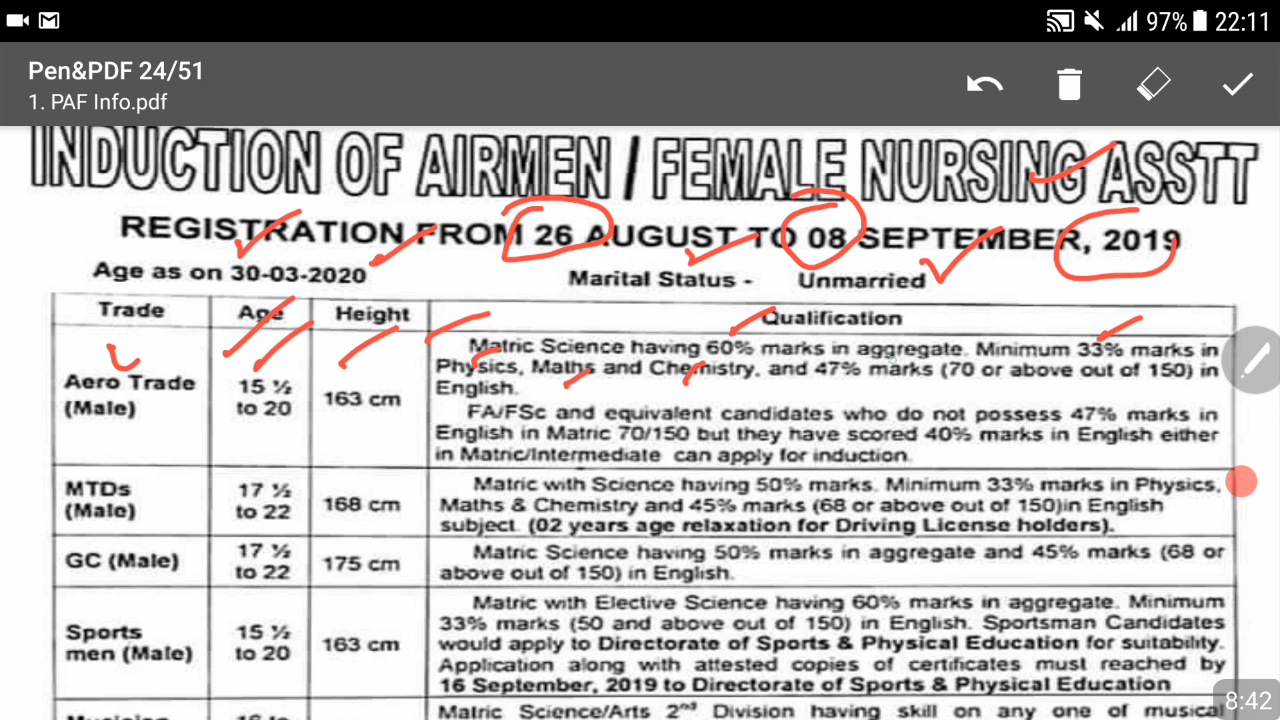 97% 22:11
Pen&PDF 24/51
1. PAF Info.pdf
INDUCTION OF AIRMEN / FEMALE NURSING ASSTT
REGISTRATION FROM 26 AUGUST TO 08 SEPTEMBER, 2019
Age as on 30-03-2020 Marital Status - Unmarried
Trade Age Height Qualification
Aero Trade
(Male)
15 ½
to 20
163 cm
Matric Science having 60% marks in aggregate. Minimum 33% marks in
Physics, Maths and Chemistry, and 47% marks (70 or above out of 150) in
English.
FA/FSc and equivalent candidates who do not possess 47% marks in
English in Matric 70/150 but they have scored 40% marks in English either
in Matric/Intermediate can apply for induction.
MTDs
(Male)
17 ½
to 22
168 cm
Matric with Science having 50% marks. Minimum 33% marks in Physics,
Maths & Chemistry and 45% marks (68 or above out of 150)in English
subject. (02 years age relaxation for Driving License holders).
GC (Male)
17 ½
to 22
175 cm
Matric Science having 50% marks in aggregate and 45% marks (68 or
above out of 150) in English.
Sports
men (Male)
15 ½
to 20
163 cm
Matric with Elective Science having 60% marks in aggregate. Minimum
33% marks (50 and above out of 150) in English. Sportsman Candidates
would apply to Directorate of Sports & Physical Education for suitability.
Application along with attested copies of certificates must reached by
16 September, 2019 to Directorate of Sports & Physical Education
Musician
16 to
Matric Science/Arts 2nd Division having skill on any one of musical
8:42